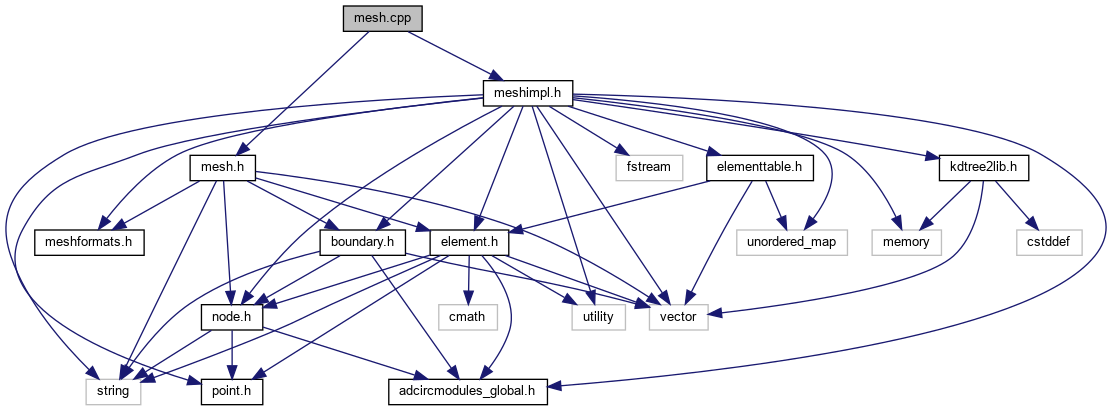 mesh.cpp
meshimpl.h
mesh.h
fstream
elementtable.h
kdtree2lib.h
meshformats.h
boundary.h
element.h
unordered_map
memory
cstddef
node.h
cmath
utility
vector
string
point.h
adcircmodules_global.h